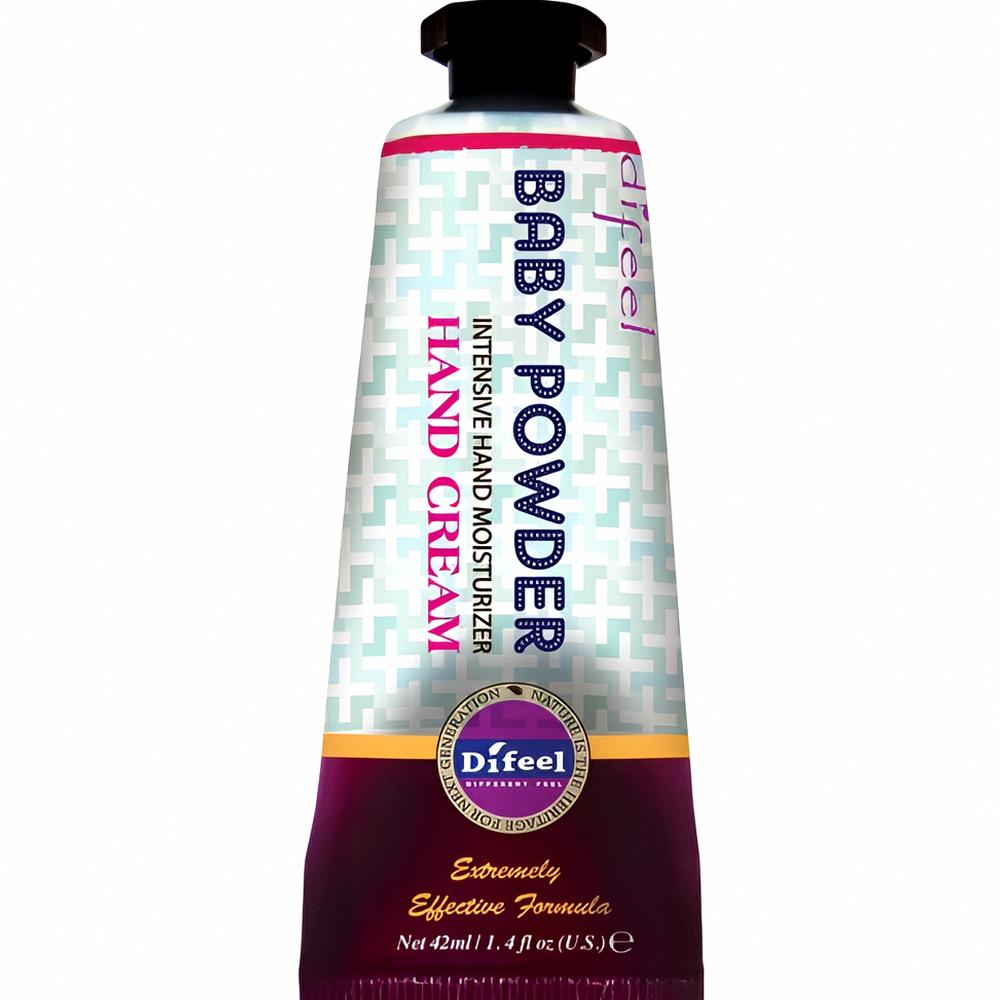 difeel
BABY POWDER
INTENSIVE HAND MOISTURIZER
HAND CREAM
NATURE IS THE HERITAGE FOR NEXT GENERATION
Difeel
DIFFERENT FEEL
Extremely
Effective Formula
Net 42ml / 1.4 fl oz (U.S.) ℮